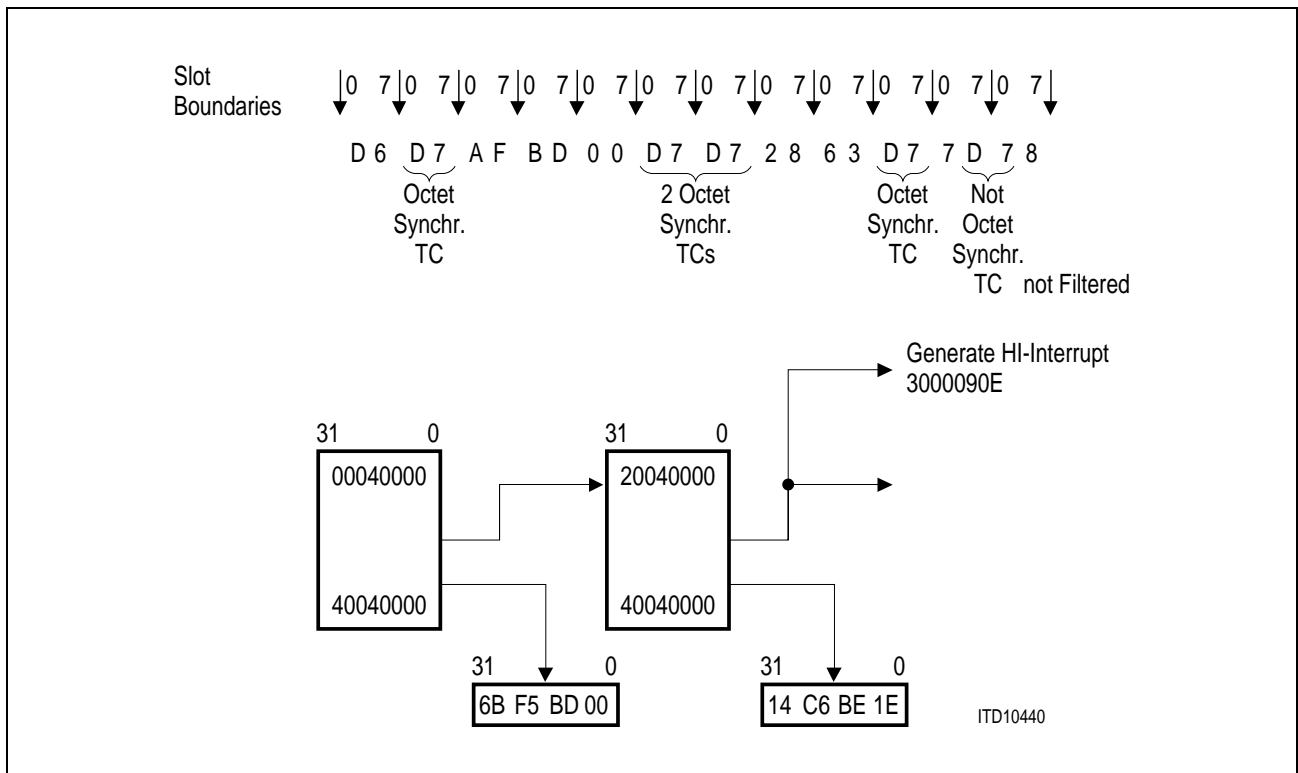 Slot
Boundaries
0 7 0 7 0 7 0 7 0 7 0 7 0 7 0 7 0 7 0 7 0 7 0 7
D 6 D 7 A F B D 0 0 D 7 D 7 2 8 6 3 D 7 7 D 7 8
Octet
Synchr.
TC
2 Octet
Synchr.
TCs
Octet
Synchr.
TC
Not
Octet
Synchr.
TC not Filtered
Generate HI-Interrupt
3000090E
31 0
00040000
40040000
31 0
20040000
40040000
31 0
6B F5 BD 00
31 0
14 C6 BE 1E
ITD10440